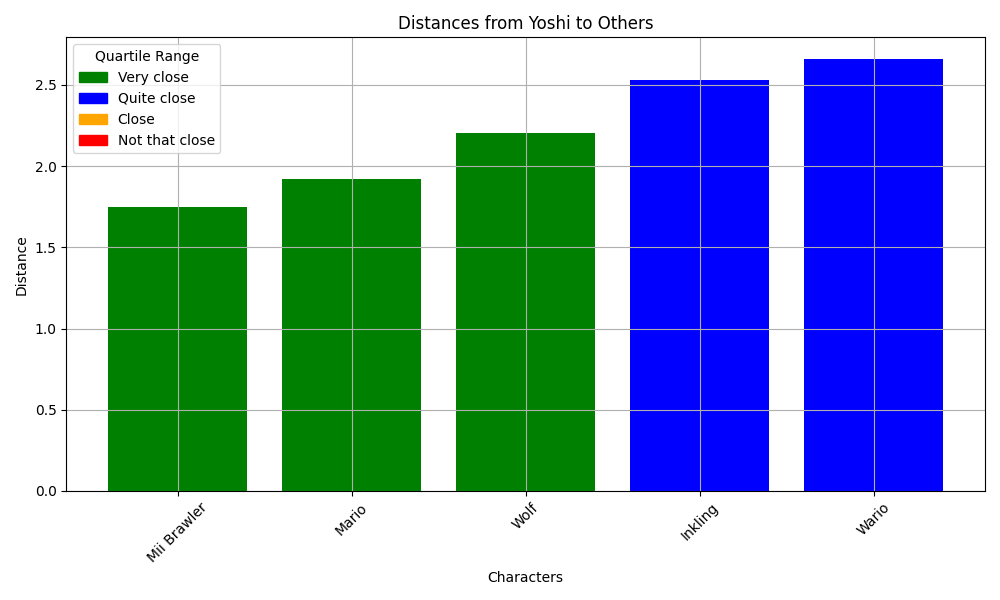 Distances from Yoshi to Others
Quartile Range
Very close
Quite close
Close
Not that close
Distance
2.5
2.0
1.5
1.0
0.5
0.0
Mii Brawler
Mario
Wolf
Inkling
Wario
Characters